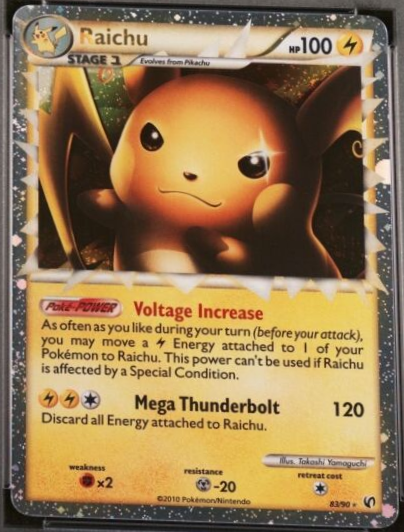 Raichu HP100
STAGE 1 Evolves from Pikachu
Poké-POWER Voltage Increase
As often as you like during your turn (before your attack),
you may move a Energy attached to 1 of your
Pokémon to Raichu. This power can't be used if Raichu
is affected by a Special Condition.
Mega Thunderbolt 120
Discard all Energy attached to Raichu.
Illus. Takashi Yamaguchi
weakness resistance retreat cost
x2 -20
©2010 Pokémon/Nintendo 83/90